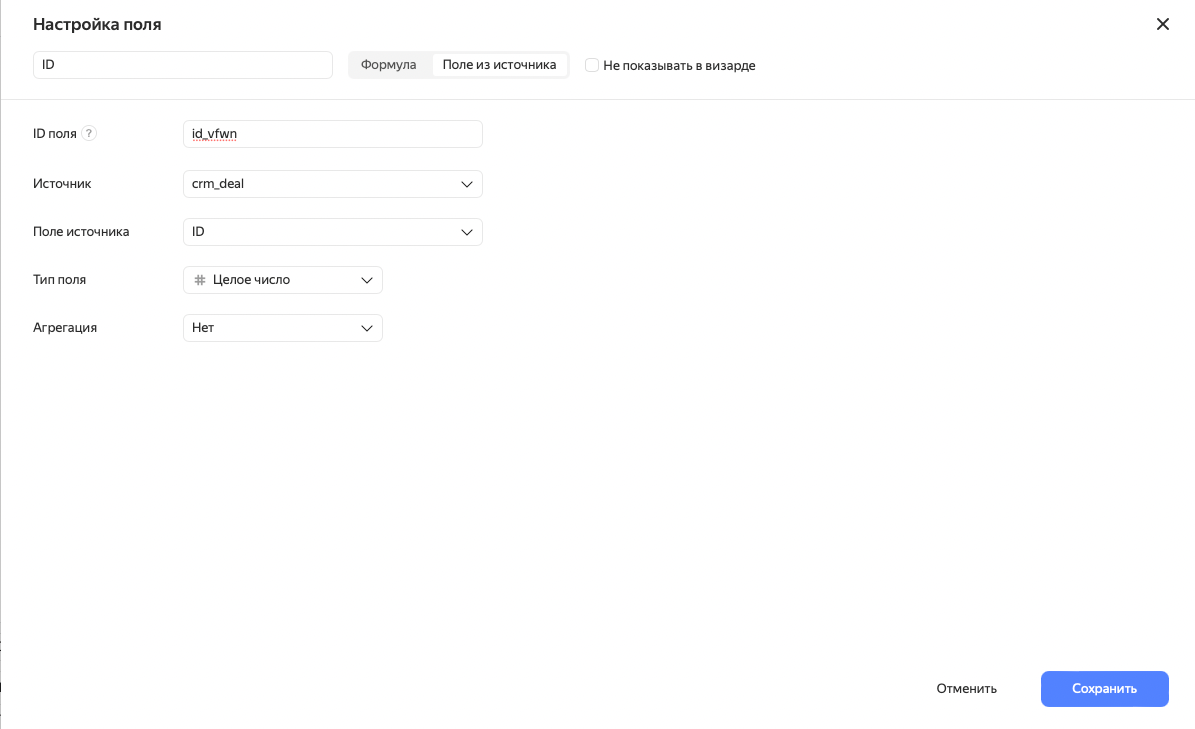 Настройка поля
ID Формула Поле из источника Не показывать в визарде
ID поля ? id_vfwn
Источник crm_deal
Поле источника ID
Тип поля # Целое число
Агрегация Нет
Отменить Сохранить